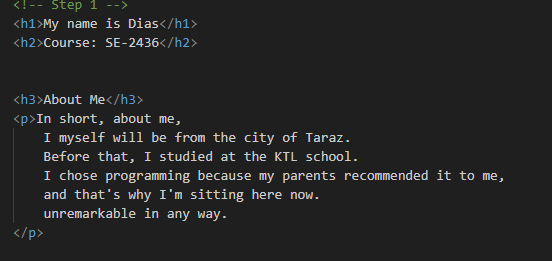 <!-- Step 1 -->
<h1>My name is Dias</h1>
<h2>Course: SE-2436</h2>
<h3>About Me</h3>
<p>In short, about me,
I myself will be from the city of Taraz.
Before that, I studied at the KTL school.
I chose programming because my parents recommended it to me,
and that's why I'm sitting here now.
unremarkable in any way.
</p>